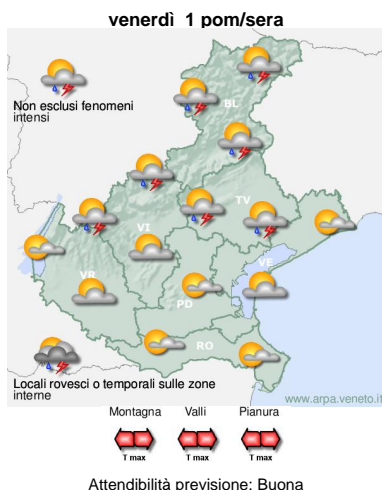 venerdì 1 pom/sera
Non esclusi fenomeni
intensi
BL
TV
VI
VE
VR
PD
RO
Locali rovesci o temporali sulle zone
interne
www.arpa.veneto.it
Montagna Valli Pianura
T max T max T max
Attendibilità previsione: Buona